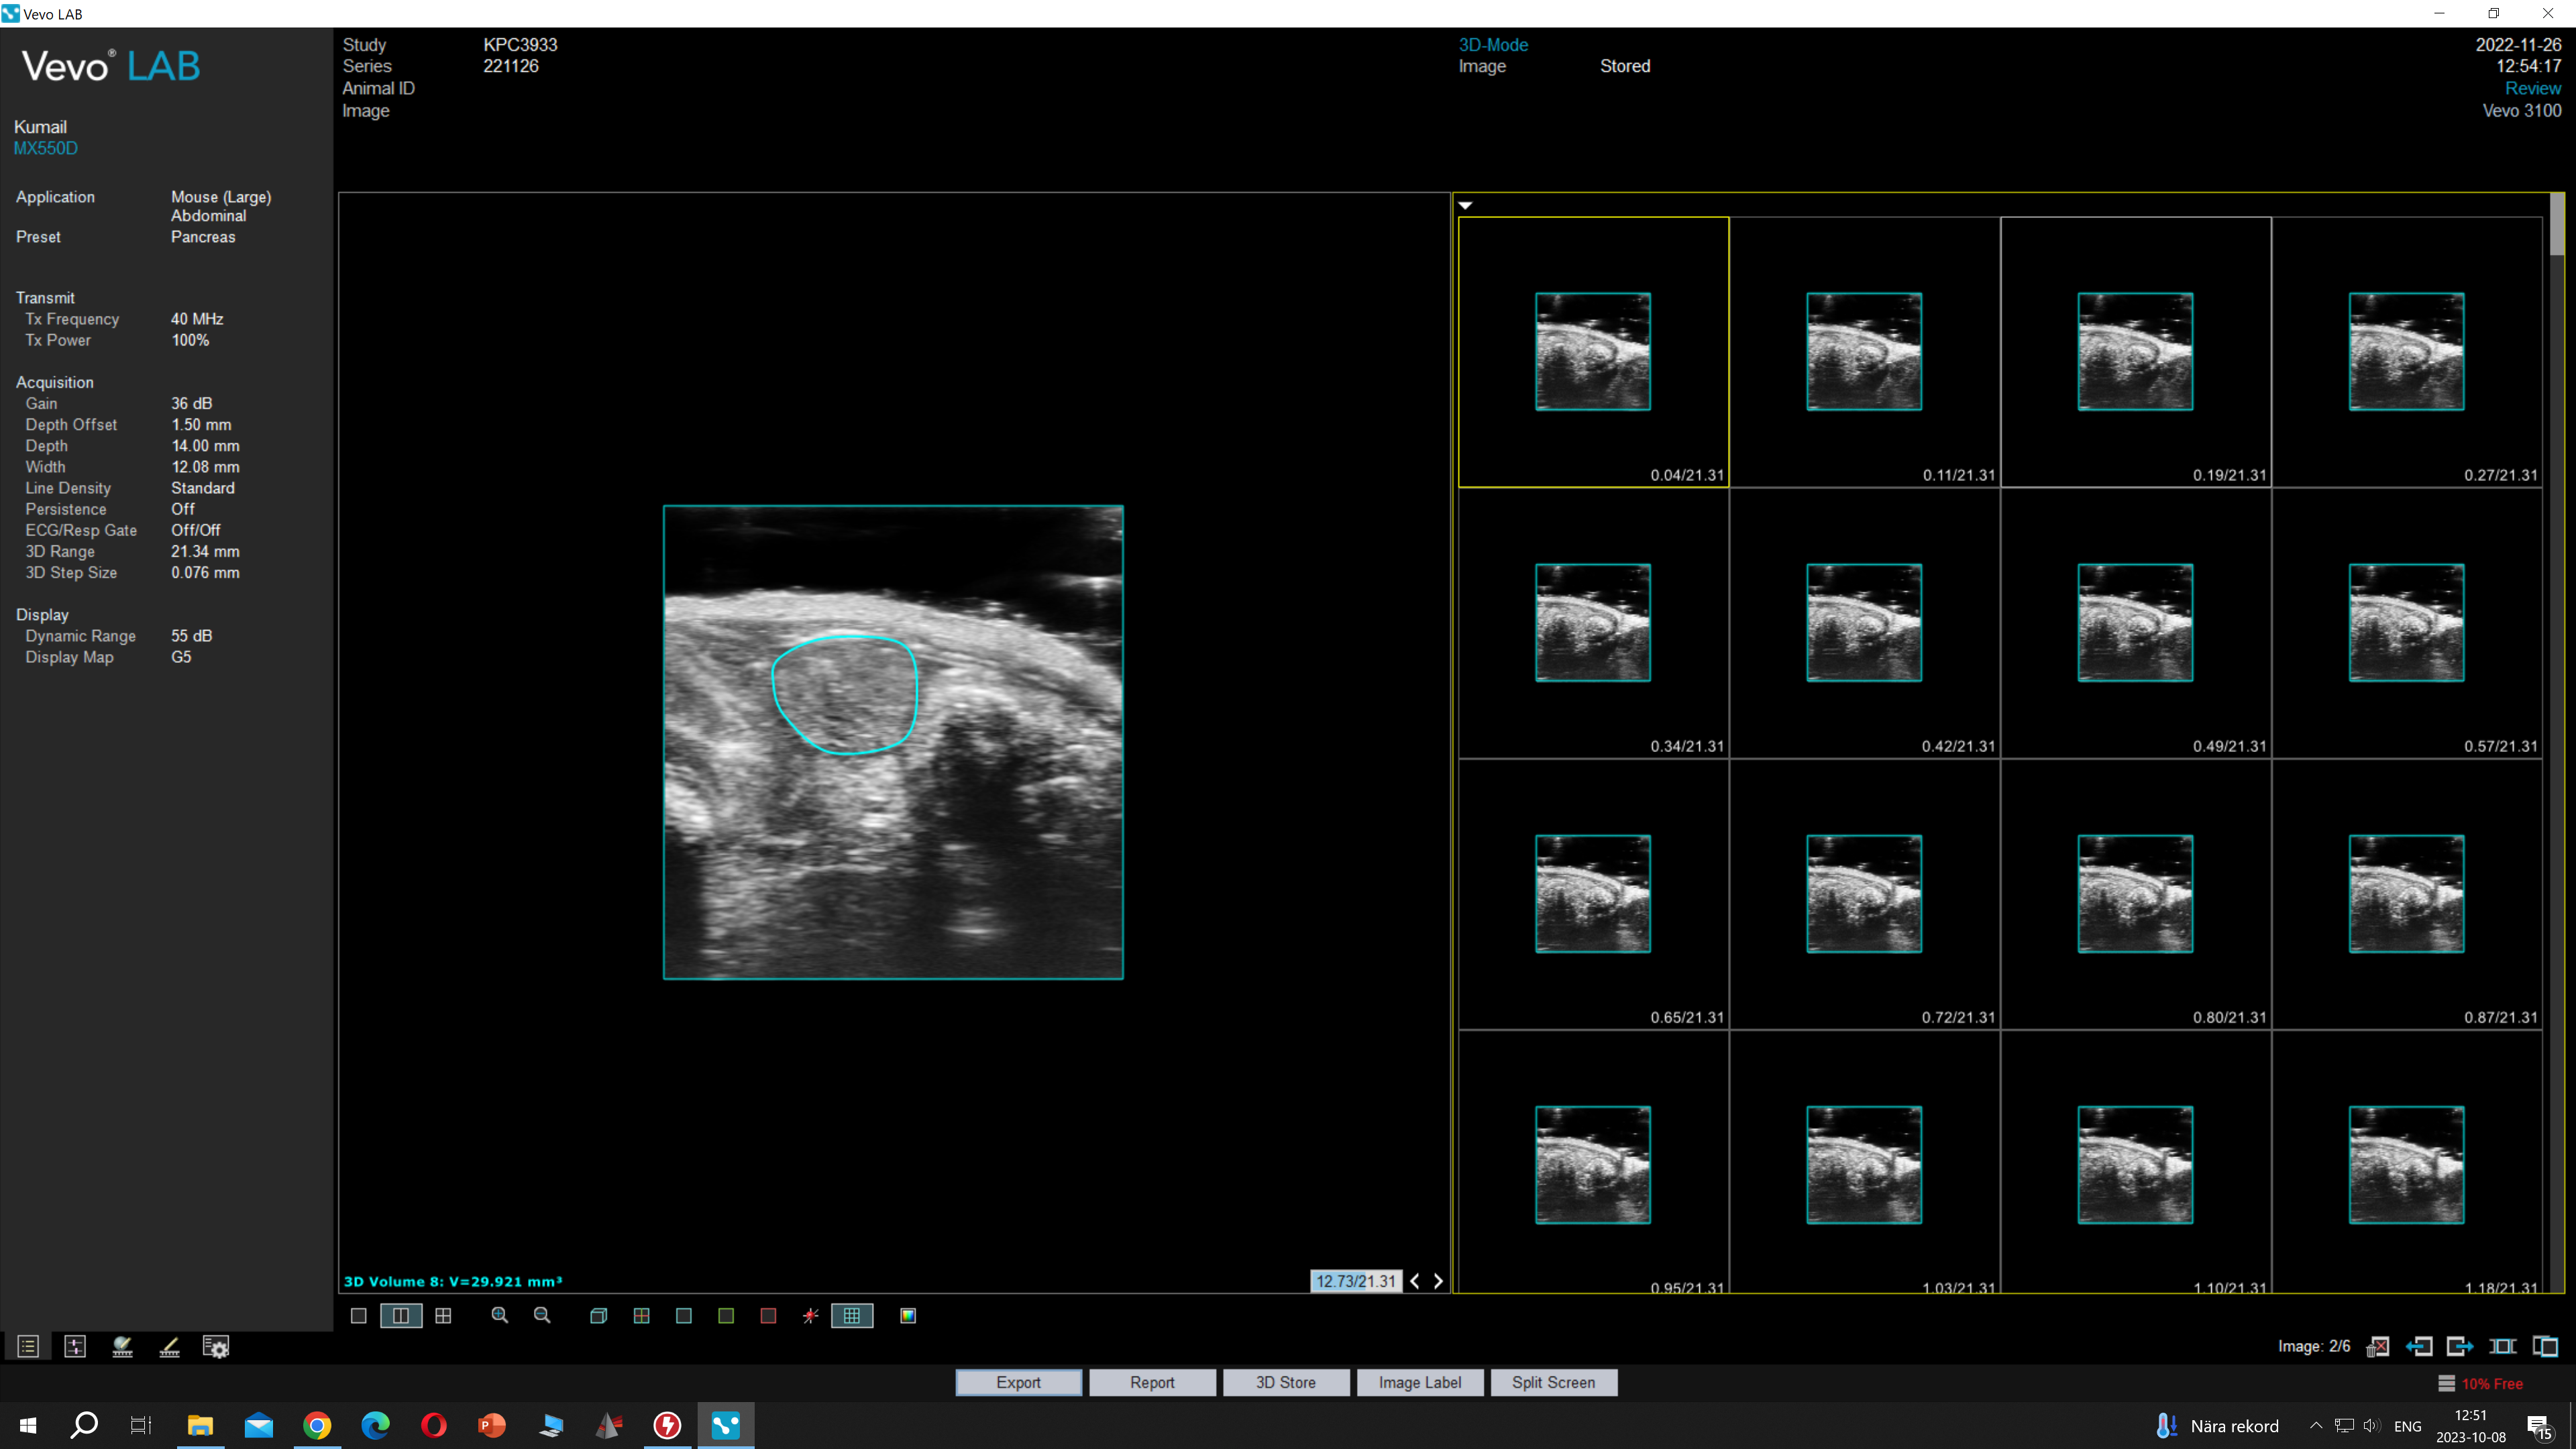 Vevo LAB
Vevo® LAB
Study KPC3933
Series 221126
Animal ID
Image
3D-Mode
Image Stored
2022-11-26
12:54:17
Review
Vevo 3100
Kumail
MX550D
Application Mouse (Large)
Abdominal
Preset Pancreas
Transmit
Tx Frequency 40 MHz
Tx Power 100%
Acquisition
Gain 36 dB
Depth Offset 1.50 mm
Depth 14.00 mm
Width 12.08 mm
Line Density Standard
Persistence Off
ECG/Resp Gate Off/Off
3D Range 21.34 mm
3D Step Size 0.076 mm
Display
Dynamic Range 55 dB
Display Map G5
0.04/21.31 0.11/21.31 0.19/21.31 0.27/21.31
0.34/21.31 0.42/21.31 0.49/21.31 0.57/21.31
0.65/21.31 0.72/21.31 0.80/21.31 0.87/21.31
0.95/21.31 1.03/21.31 1.10/21.31 1.18/21.31
3D Volume 8: V=29.921 mm³
12.73/21.31
Image: 2/6
Export Report 3D Store Image Label Split Screen
10% Free
Nära rekord
ENG
12:51
2023-10-08
15